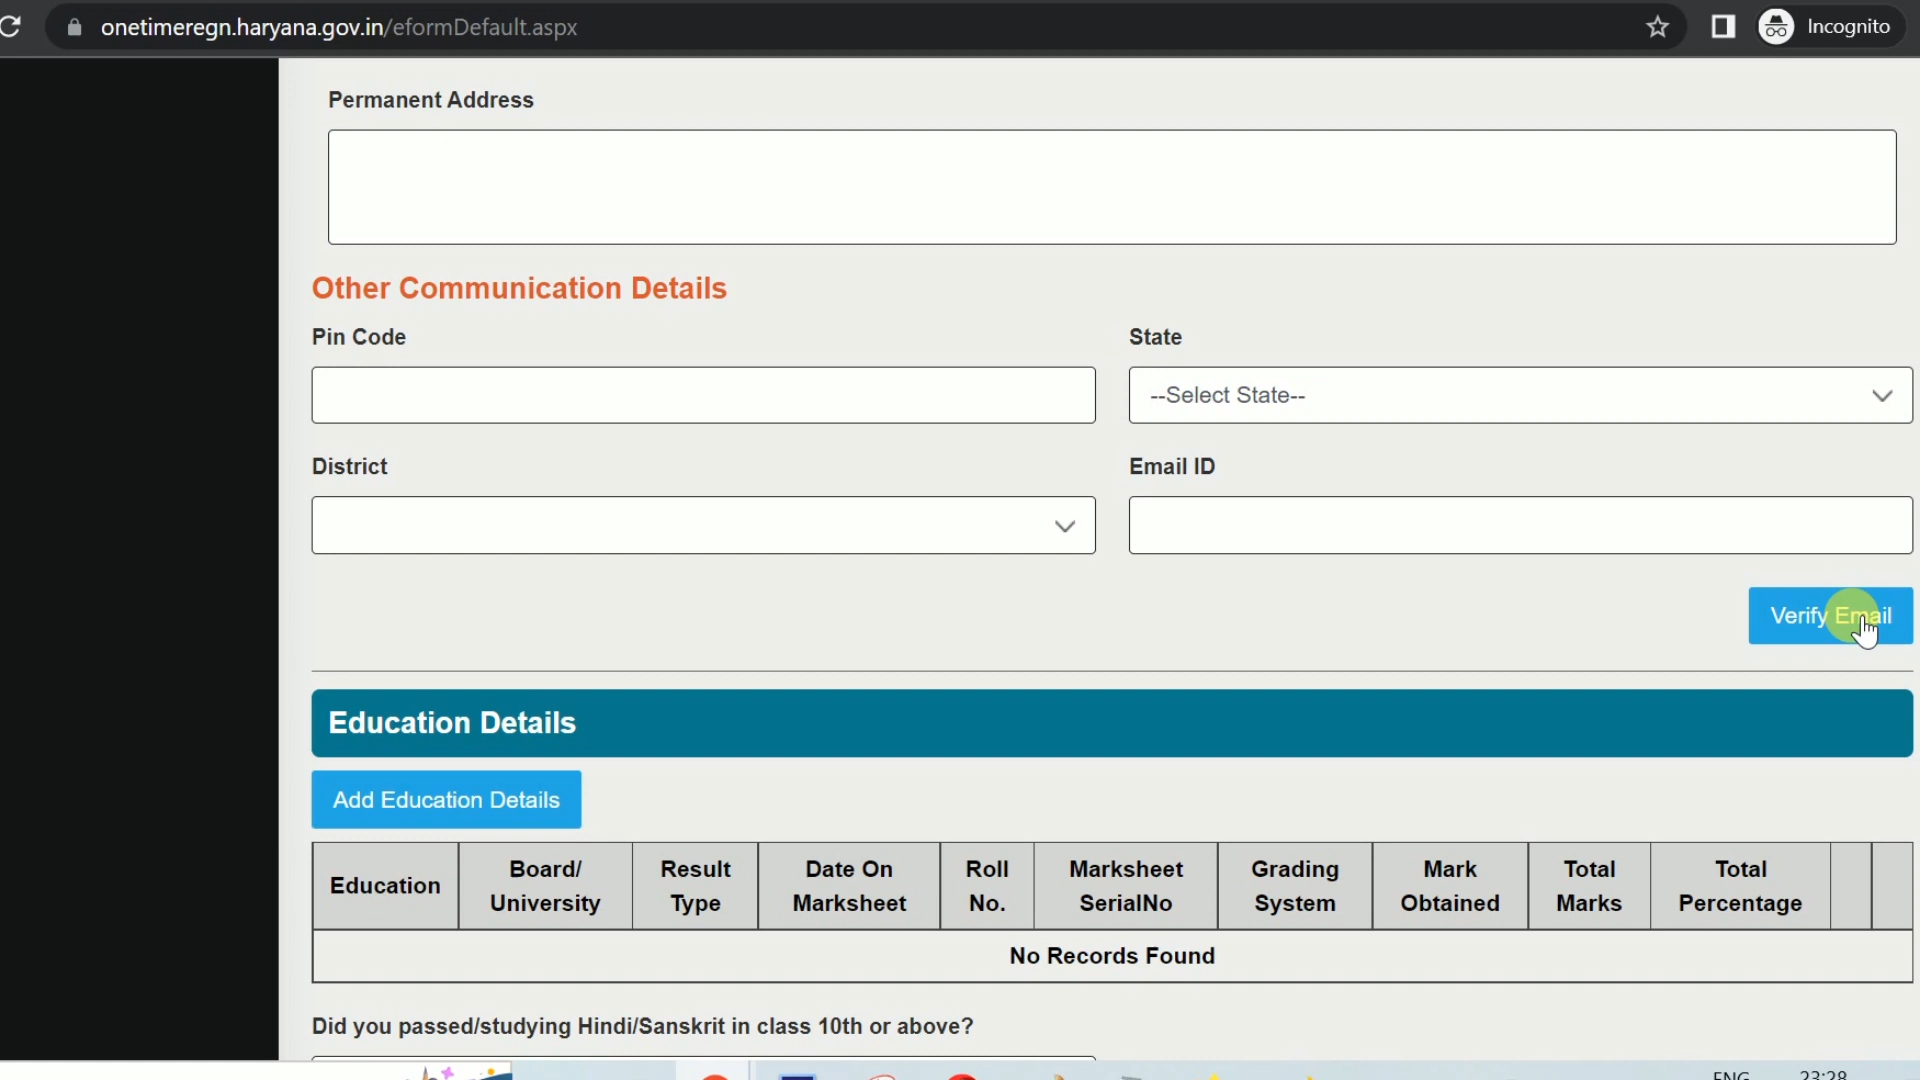 onetimeregn.haryana.gov.in/eformDefault.aspx
Incognito
Permanent Address
Other Communication Details
Pin Code
State
--Select State--
District
Email ID
Verify Email
Education Details
Add Education Details
Education
Board/
University
Result
Type
Date On
Marksheet
Roll
No.
Marksheet
SerialNo
Grading
System
Mark
Obtained
Total
Marks
Total
Percentage
No Records Found
Did you passed/studying Hindi/Sanskrit in class 10th or above?
ENG
23:28